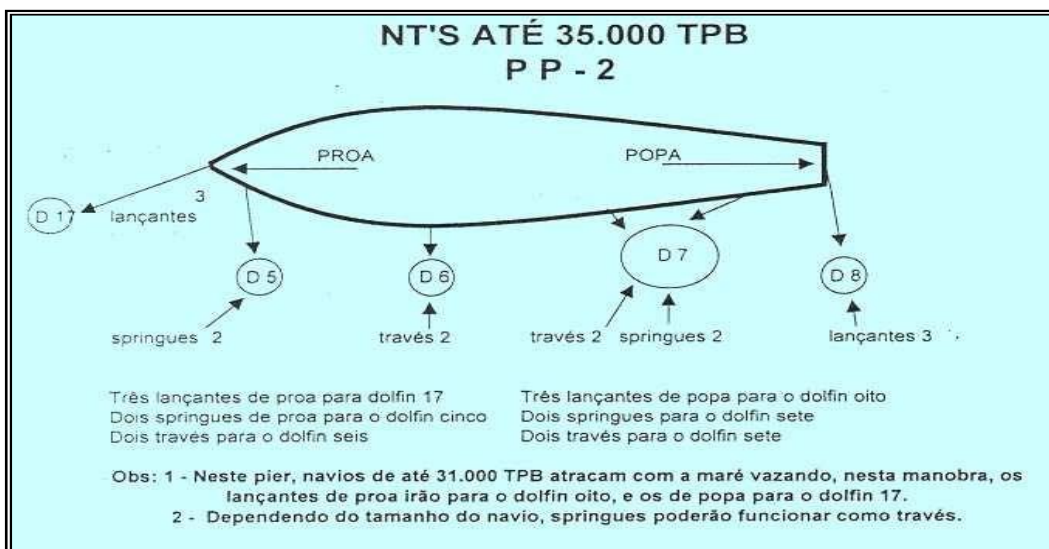 NT'S ATÉ 35.000 TPB
P P - 2
PROA
POPA
3
lançantes
D 17
D 5
D 6
D 7
D 8
springues 2
través 2
través 2
springues 2
lançantes 3
Três lançantes de proa para dolfin 17
Dois springues de proa para o dolfin cinco
Dois través para o dolfin seis
Três lançantes de popa para o dolfin oito
Dois springues para o dolfin sete
Dois través para o dolfin sete
Obs: 1 - Neste pier, navios de até 31.000 TPB atracam com a maré vazando, nesta manobra, os
lançantes de proa irão para o dolfin oito, e os de popa para o dolfin 17.
2 - Dependendo do tamanho do navio, springues poderão funcionar como través.